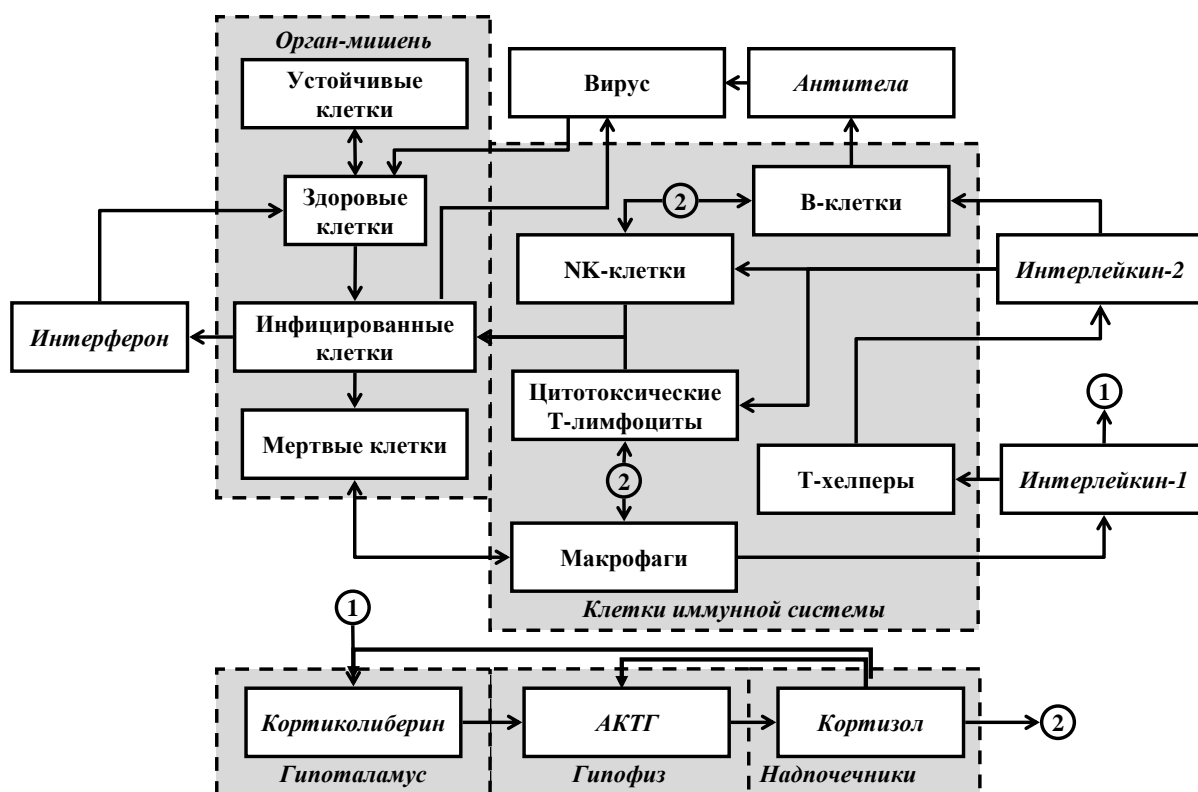 Орган-мишень
Устойчивые
клетки
Вирус
Антитела
Здоровые
клетки
2
В-клетки
NK-клетки
Интерлейкин-2
Интерферон
Инфицированные
клетки
Цитотоксические
Т-лимфоциты
1
Мертвые клетки
2
Т-хелперы
Интерлейкин-1
Макрофаги
Клетки иммунной системы
1
Кортиколиберин
АКТГ
Кортизол
2
Гипоталамус
Гипофиз
Надпочечники